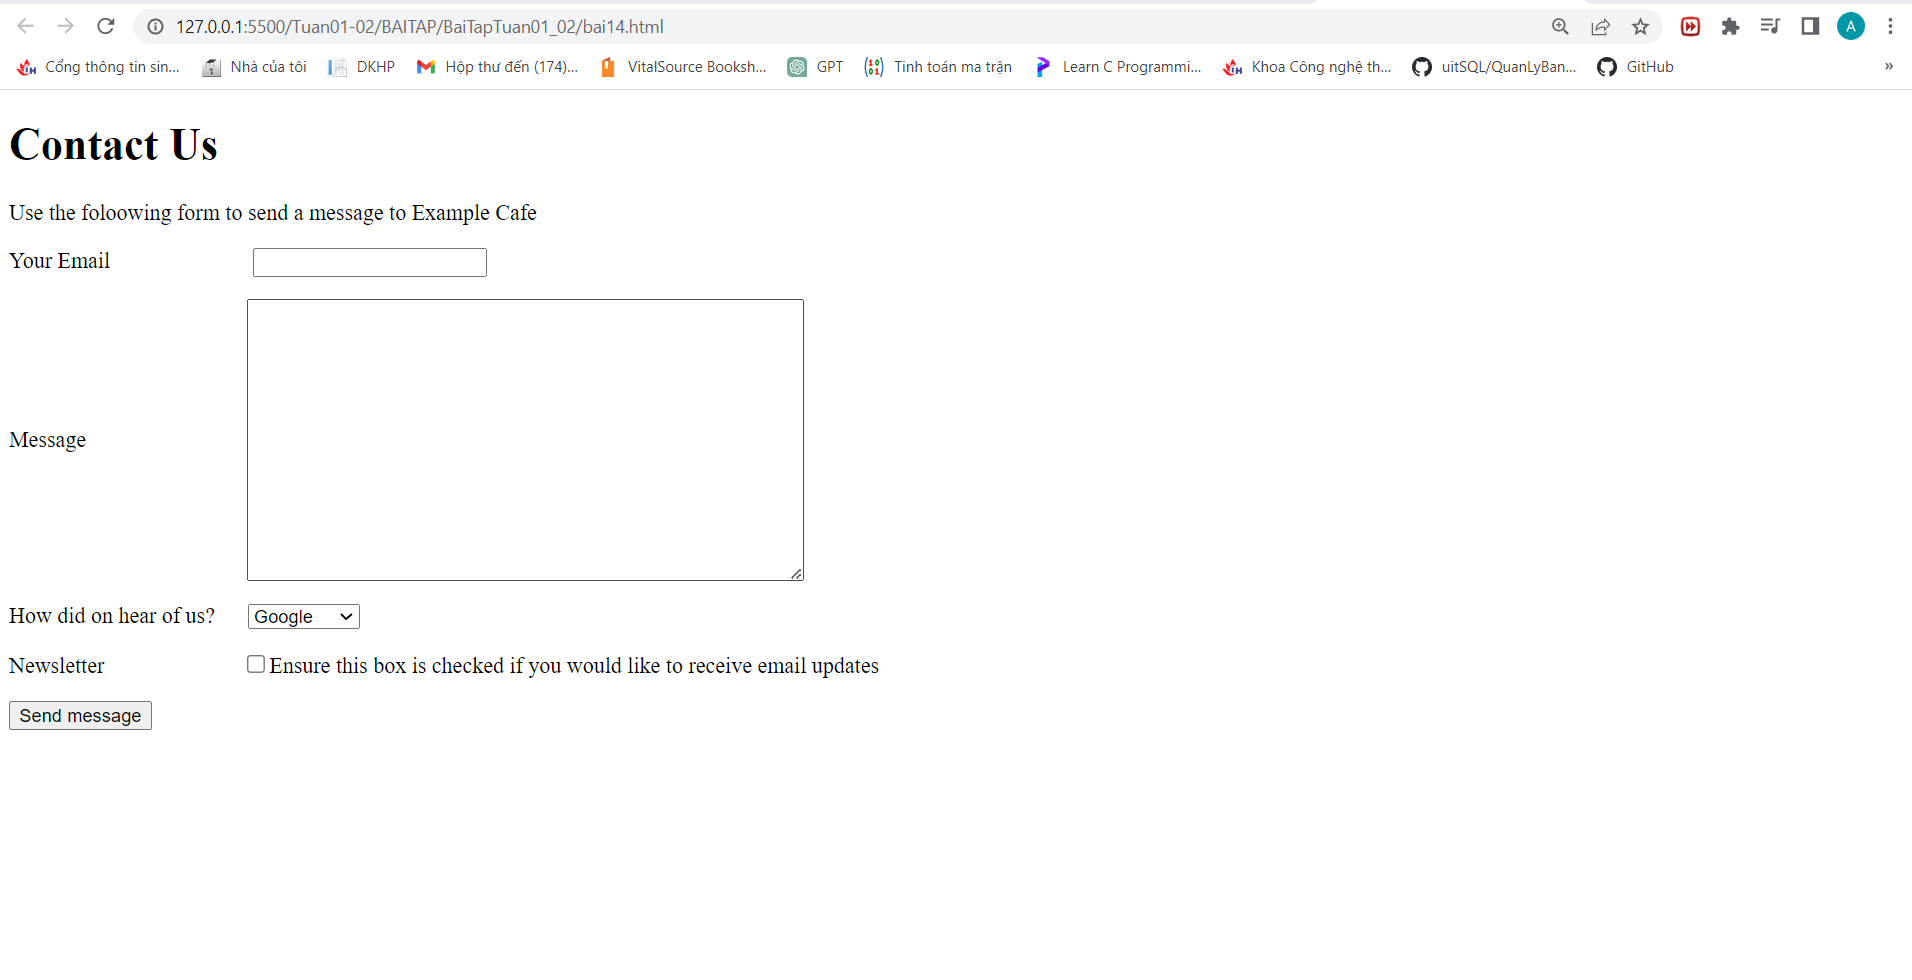 127.0.0.1:5500/Tuan01-02/BAITAP/BaiTapTuan01_02/bai14.html
A
Cổng thông tin sin... Nhà của tôi DKHP Hộp thư đến (174)... VitalSource Booksh... GPT Tinh toán ma trận Learn C Programmi... Khoa Công nghệ th... uitSQL/QuanLyBan... GitHub »
Contact Us
Use the foloowing form to send a message to Example Cafe
Your Email
Message
How did on hear of us? Google
Newsletter Ensure this box is checked if you would like to receive email updates
Send message